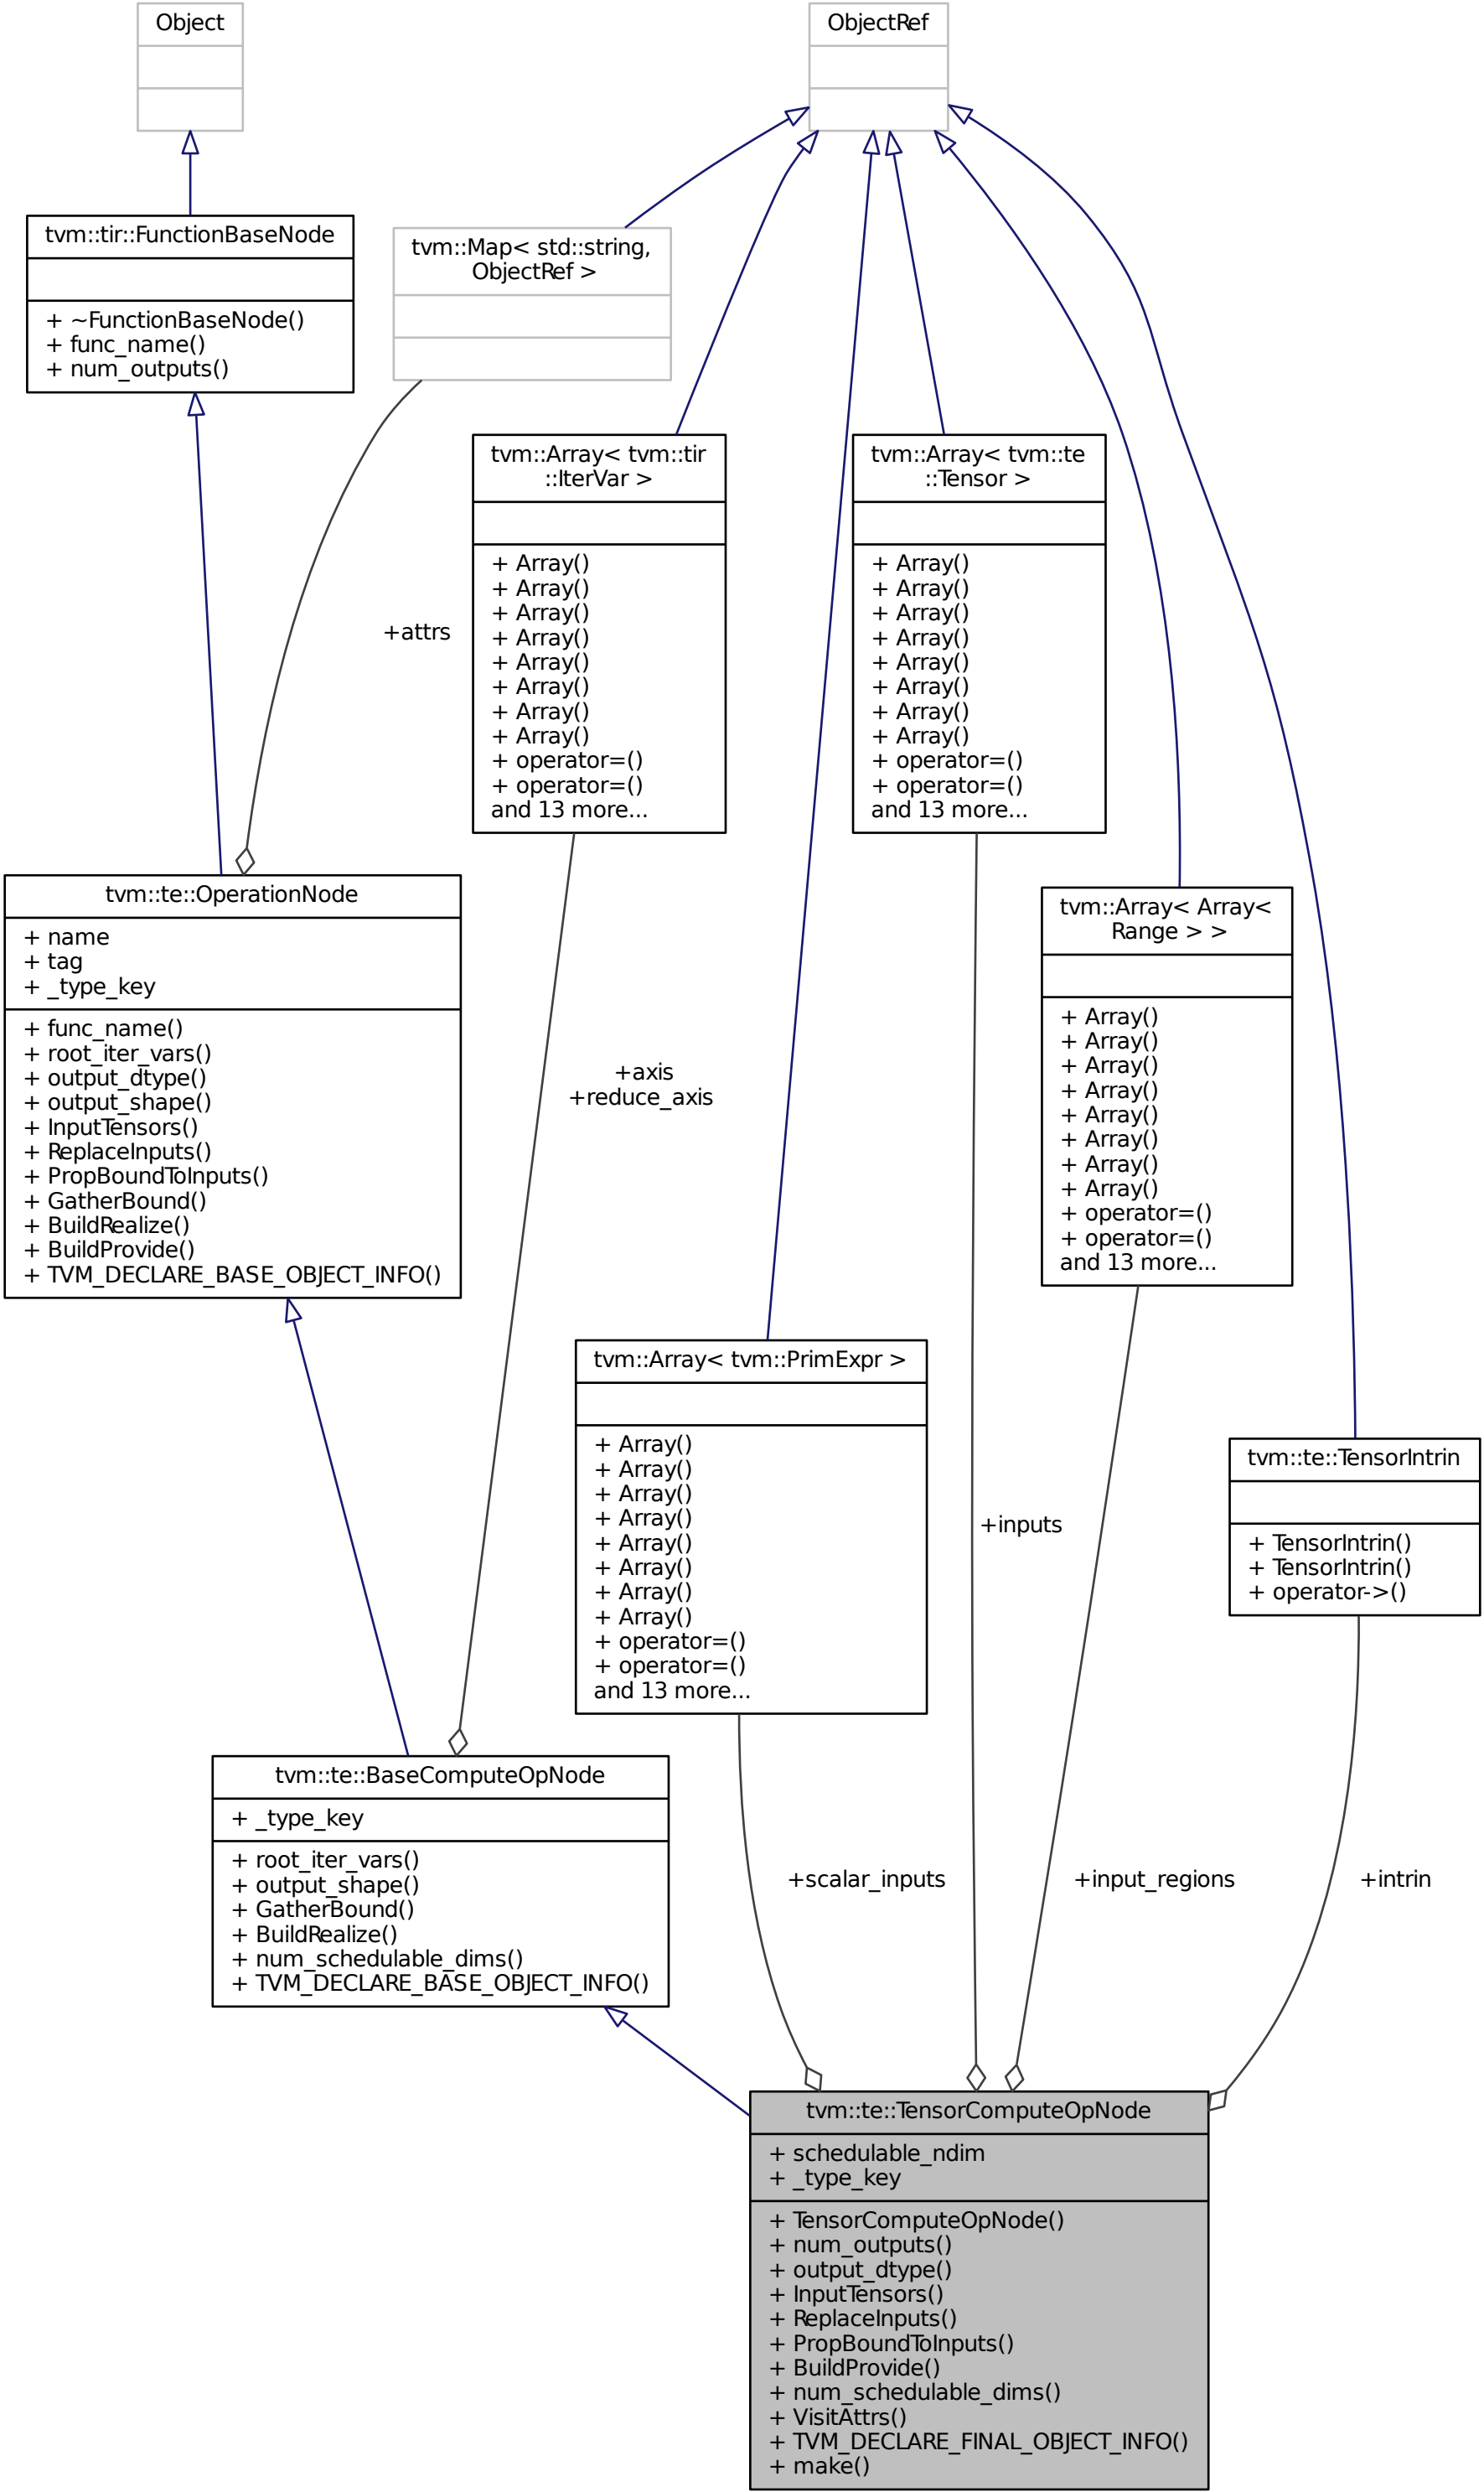 Object
ObjectRef
tvm::tir::FunctionBaseNode
+ ~FunctionBaseNode()
+ func_name()
+ num_outputs()
tvm::Map< std::string,
ObjectRef >
tvm::Array< tvm::tir
::IterVar >
+ Array()
+ Array()
+ Array()
+ Array()
+ Array()
+ Array()
+ Array()
+ Array()
+ operator=()
+ operator=()
and 13 more...
tvm::Array< tvm::te
::Tensor >
+ Array()
+ Array()
+ Array()
+ Array()
+ Array()
+ Array()
+ Array()
+ Array()
+ operator=()
+ operator=()
and 13 more...
+attrs
tvm::te::OperationNode
+ name
+ tag
+ _type_key
+ func_name()
+ root_iter_vars()
+ output_dtype()
+ output_shape()
+ InputTensors()
+ ReplaceInputs()
+ PropBoundToInputs()
+ GatherBound()
+ BuildRealize()
+ BuildProvide()
+ TVM_DECLARE_BASE_OBJECT_INFO()
+axis
+reduce_axis
tvm::Array< Array<
Range > >
+ Array()
+ Array()
+ Array()
+ Array()
+ Array()
+ Array()
+ Array()
+ Array()
+ operator=()
+ operator=()
and 13 more...
tvm::Array< tvm::PrimExpr >
+ Array()
+ Array()
+ Array()
+ Array()
+ Array()
+ Array()
+ Array()
+ Array()
+ operator=()
+ operator=()
and 13 more...
+inputs
tvm::te::TensorIntrin
+ TensorIntrin()
+ TensorIntrin()
+ operator->()
tvm::te::BaseComputeOpNode
+ _type_key
+ root_iter_vars()
+ output_shape()
+ GatherBound()
+ BuildRealize()
+ num_schedulable_dims()
+ TVM_DECLARE_BASE_OBJECT_INFO()
+scalar_inputs
+input_regions
+intrin
tvm::te::TensorComputeOpNode
+ schedulable_ndim
+ _type_key
+ TensorComputeOpNode()
+ num_outputs()
+ output_dtype()
+ InputTensors()
+ ReplaceInputs()
+ PropBoundToInputs()
+ BuildProvide()
+ num_schedulable_dims()
+ VisitAttrs()
+ TVM_DECLARE_FINAL_OBJECT_INFO()
+ make()